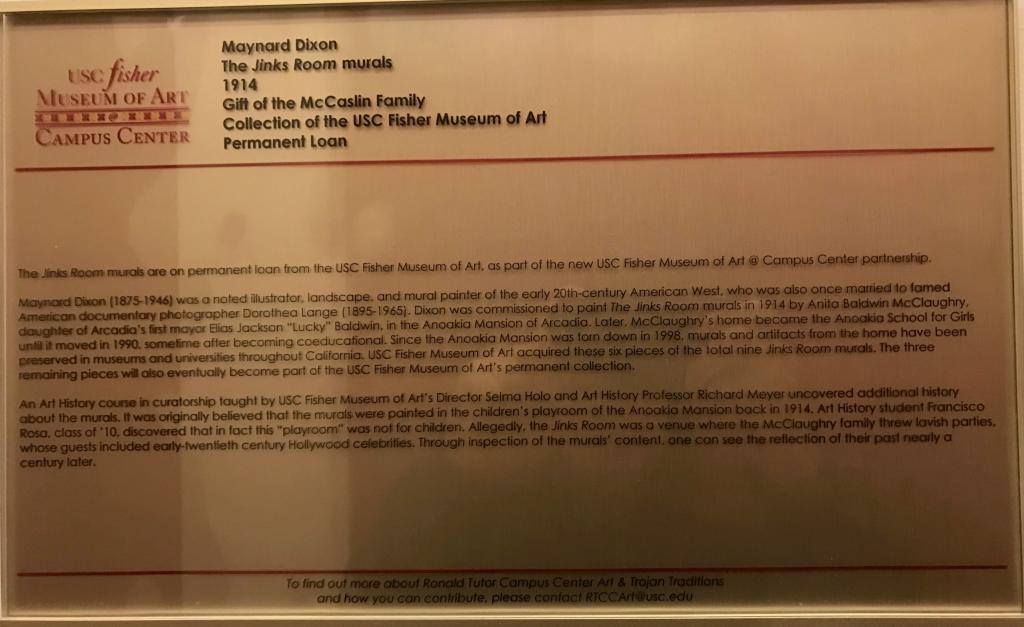 USC fisher
MUSEUM OF ART
@
CAMPUS CENTER
Maynard Dixon
The Jinks Room murals
1914
Gift of the McCaslin Family
Collection of the USC Fisher Museum of Art
Permanent Loan
The Jinks Room murals are on permanent loan from the USC Fisher Museum of Art, as part of the new USC Fisher Museum of Art @ Campus Center partnership.
Maynard Dixon (1875-1946) was a noted illustrator, landscape, and mural painter of the early 20th-century American West, who was also once married to famed
American documentary photographer Dorothea Lange (1895-1965). Dixon was commissioned to paint The Jinks Room murals in 1914 by Anita Baldwin McClaughry,
daughter of Arcadia's first mayor Elias Jackson "Lucky" Baldwin, in the Anoakia Mansion of Arcadia. Later, McClaughry's home became the Anoakia School for Girls
until it moved in 1990, sometime after becoming coeducational. Since the Anoakia Mansion was torn down in 1998, murals and artifacts from the home have been
preserved in museums and universities throughout California. USC Fisher Museum of Art acquired these six pieces of the total nine Jinks Room murals. The three
remaining pieces will also eventually become part of the USC Fisher Museum of Art's permanent collection.
An Art History course in curatorship taught by USC Fisher Museum of Art's Director Selma Holo and Art History Professor Richard Meyer uncovered additional history
about the murals. It was originally believed that the murals were painted in the children's playroom of the Anoakia Mansion back in 1914. Art History student Francisco
Rosa, class of '10, discovered that in fact this "playroom" was not for children. Allegedly, the Jinks Room was a venue where the McClaughry family threw lavish parties,
whose guests included early-twentieth century Hollywood celebrities. Through inspection of the murals' content, one can see the reflection of their past nearly a
century later.
To find out more about Ronald Tutor Campus Center Art & Trojan Traditions
and how you can contribute, please contact RTCCArt@usc.edu